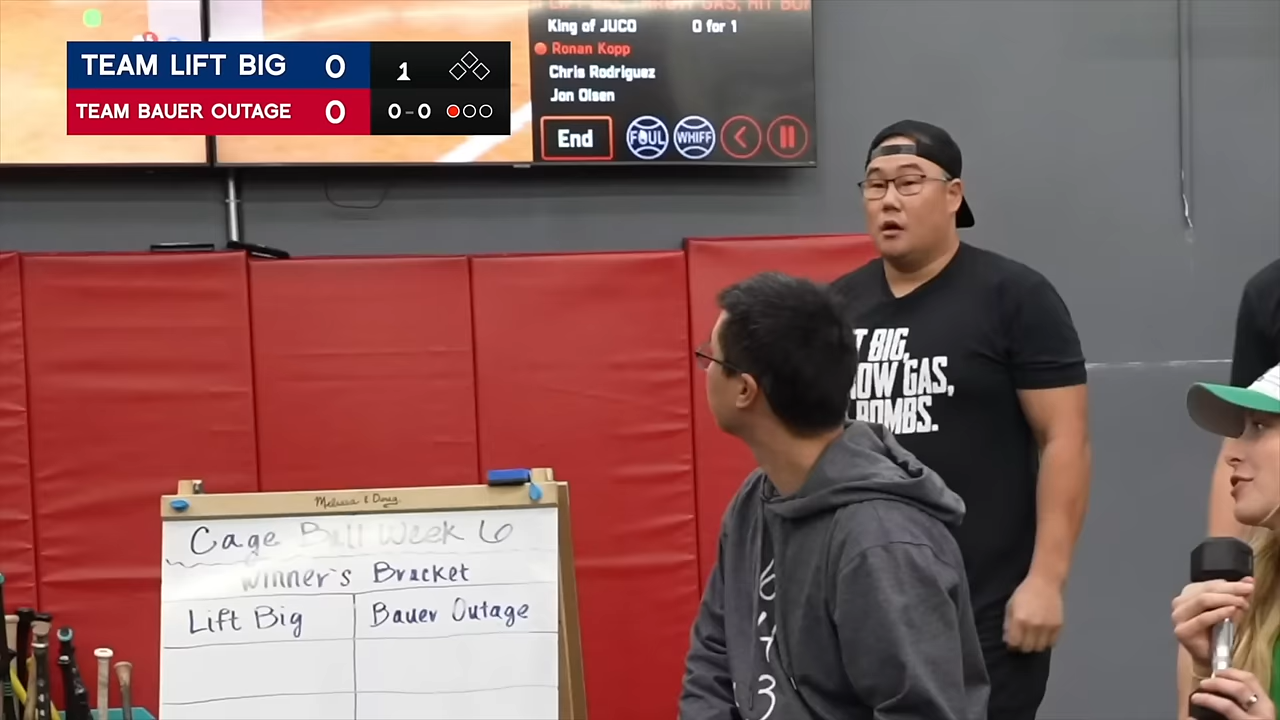 King of JUCO 0 for 1
Ronan Kopp
Chris Rodriguez
Jon Olsen
End FOUL WHIFF
TEAM LIFT BIG 0 1
TEAM BAUER OUTAGE 0 0-0
BIG,
GAS,
BOMBS.
Melissa & Doug
Cage Ball Week 6
Winner's Bracket
Lift Big Bauer Outage